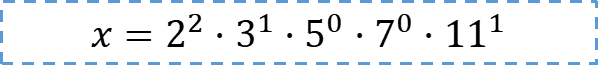 x = 2² · 3¹ · 5⁰ · 7⁰ · 11¹